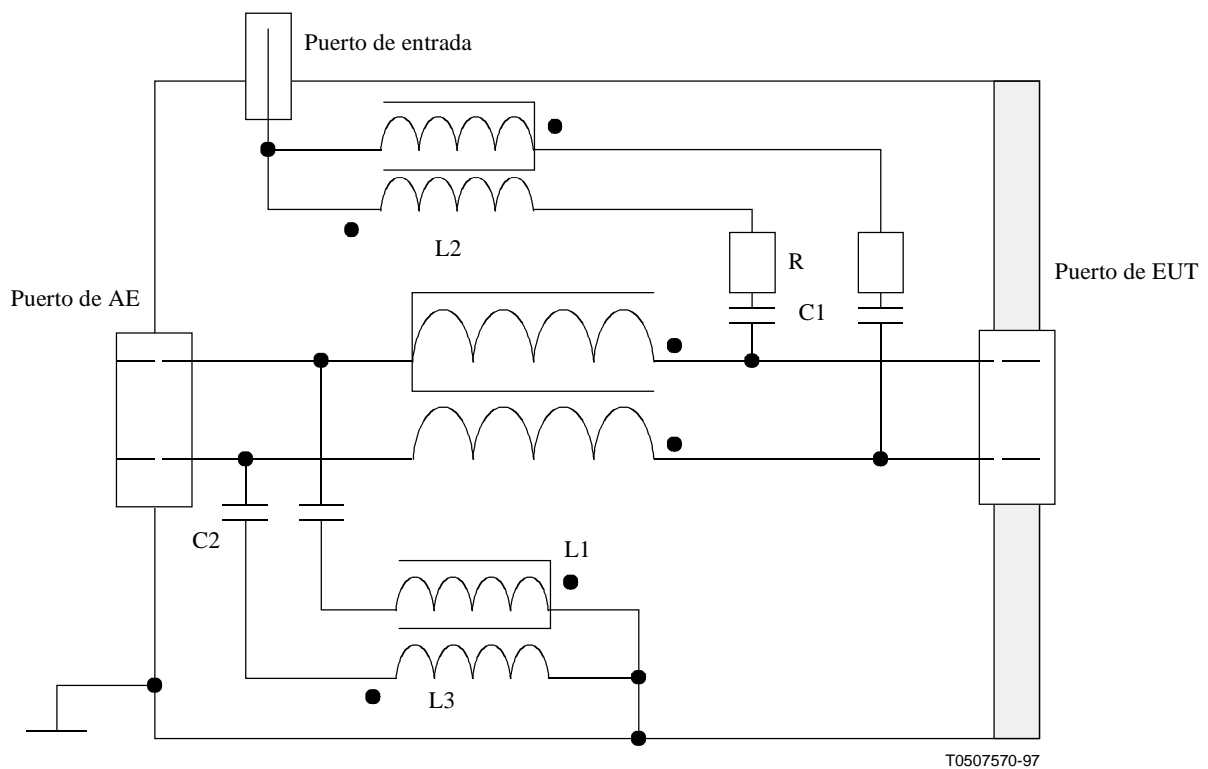 Puerto de entrada
L2
R
Puerto de EUT
Puerto de AE
C1
C2
L1
L3
T0507570-97